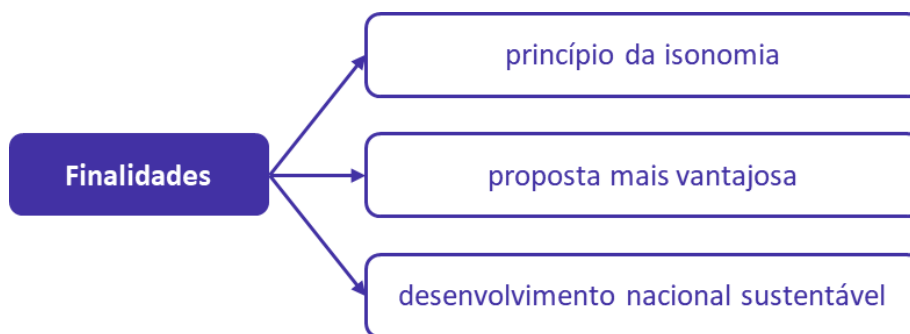 princípio da isonomia
Finalidades
proposta mais vantajosa
desenvolvimento nacional sustentável